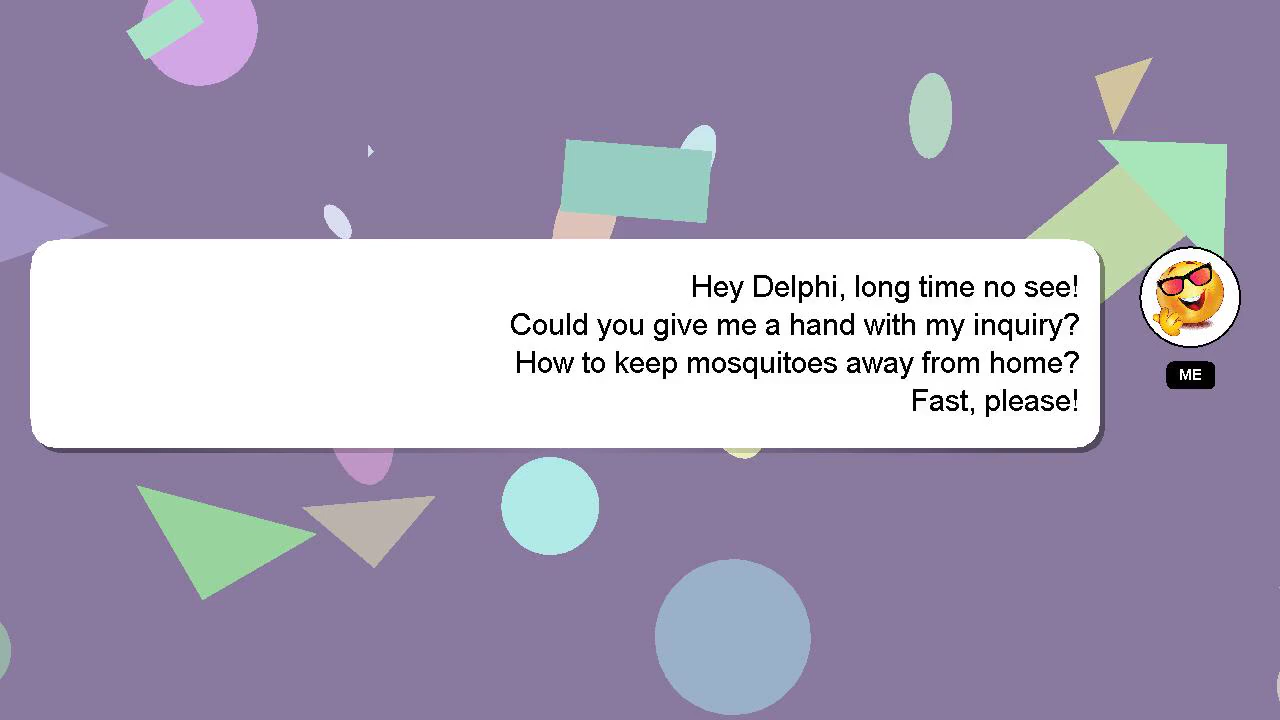 Hey Delphi, long time no see!
Could you give me a hand with my inquiry?
How to keep mosquitoes away from home?
Fast, please!
ME